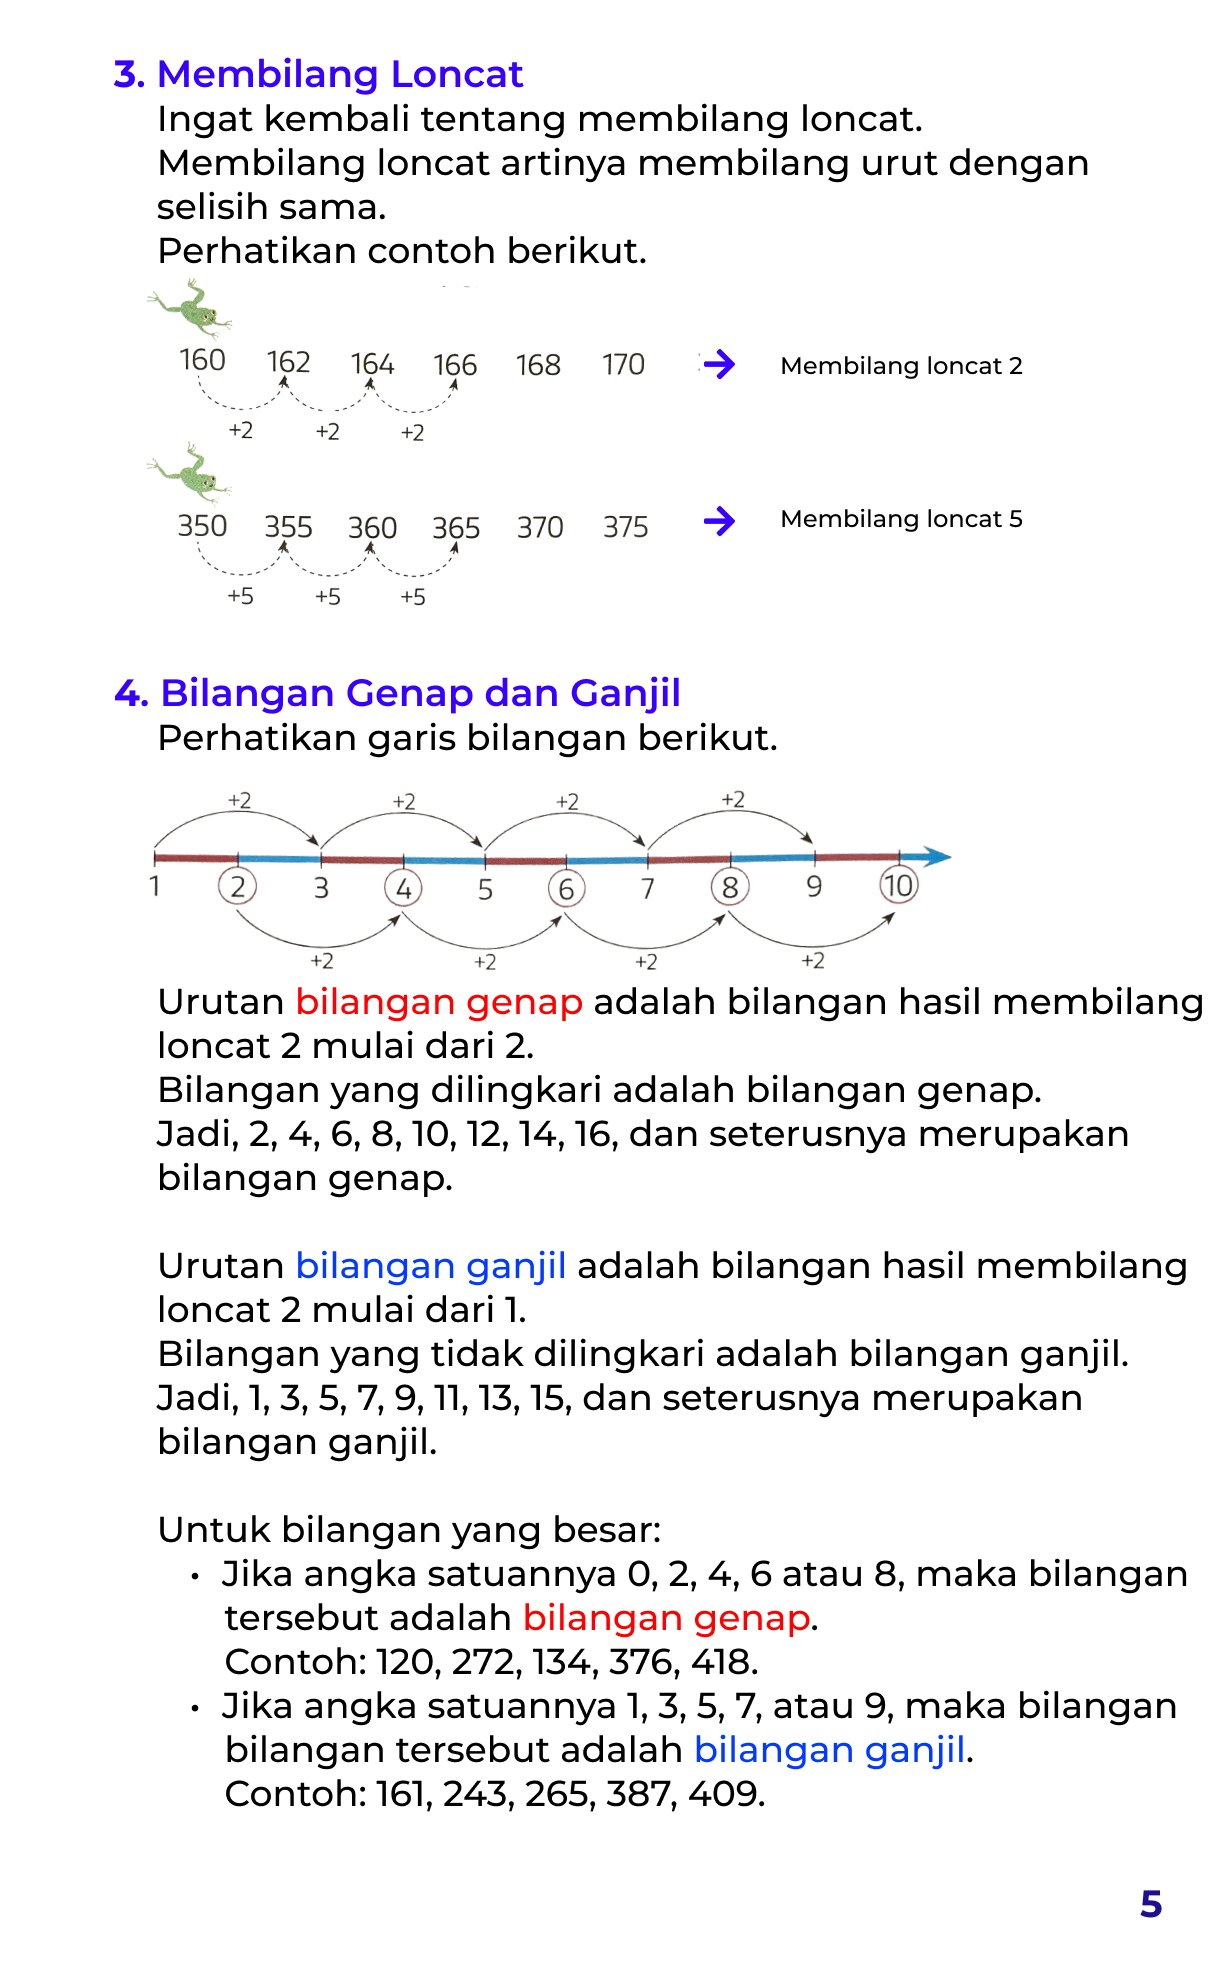 3. Membilang Loncat
Ingat kembali tentang membilang loncat.
Membilang loncat artinya membilang urut dengan
selisih sama.
Perhatikan contoh berikut.
160 162 164 166 168 170 Membilang loncat 2
+2 +2 +2
350 355 360 365 370 375 Membilang loncat 5
+5 +5 +5
4. Bilangan Genap dan Ganjil
Perhatikan garis bilangan berikut.
+2 +2 +2 +2
1 2 3 4 5 6 7 8 9 10
+2 +2 +2 +2
Urutan bilangan genap adalah bilangan hasil membilang
loncat 2 mulai dari 2.
Bilangan yang dilingkari adalah bilangan genap.
Jadi, 2, 4, 6, 8, 10, 12, 14, 16, dan seterusnya merupakan
bilangan genap.
Urutan bilangan ganjil adalah bilangan hasil membilang
loncat 2 mulai dari 1.
Bilangan yang tidak dilingkari adalah bilangan ganjil.
Jadi, 1, 3, 5, 7, 9, 11, 13, 15, dan seterusnya merupakan
bilangan ganjil.
Untuk bilangan yang besar:
• Jika angka satuannya 0, 2, 4, 6 atau 8, maka bilangan
tersebut adalah bilangan genap.
Contoh: 120, 272, 134, 376, 418.
• Jika angka satuannya 1, 3, 5, 7, atau 9, maka bilangan
bilangan tersebut adalah bilangan ganjil.
Contoh: 161, 243, 265, 387, 409.
5